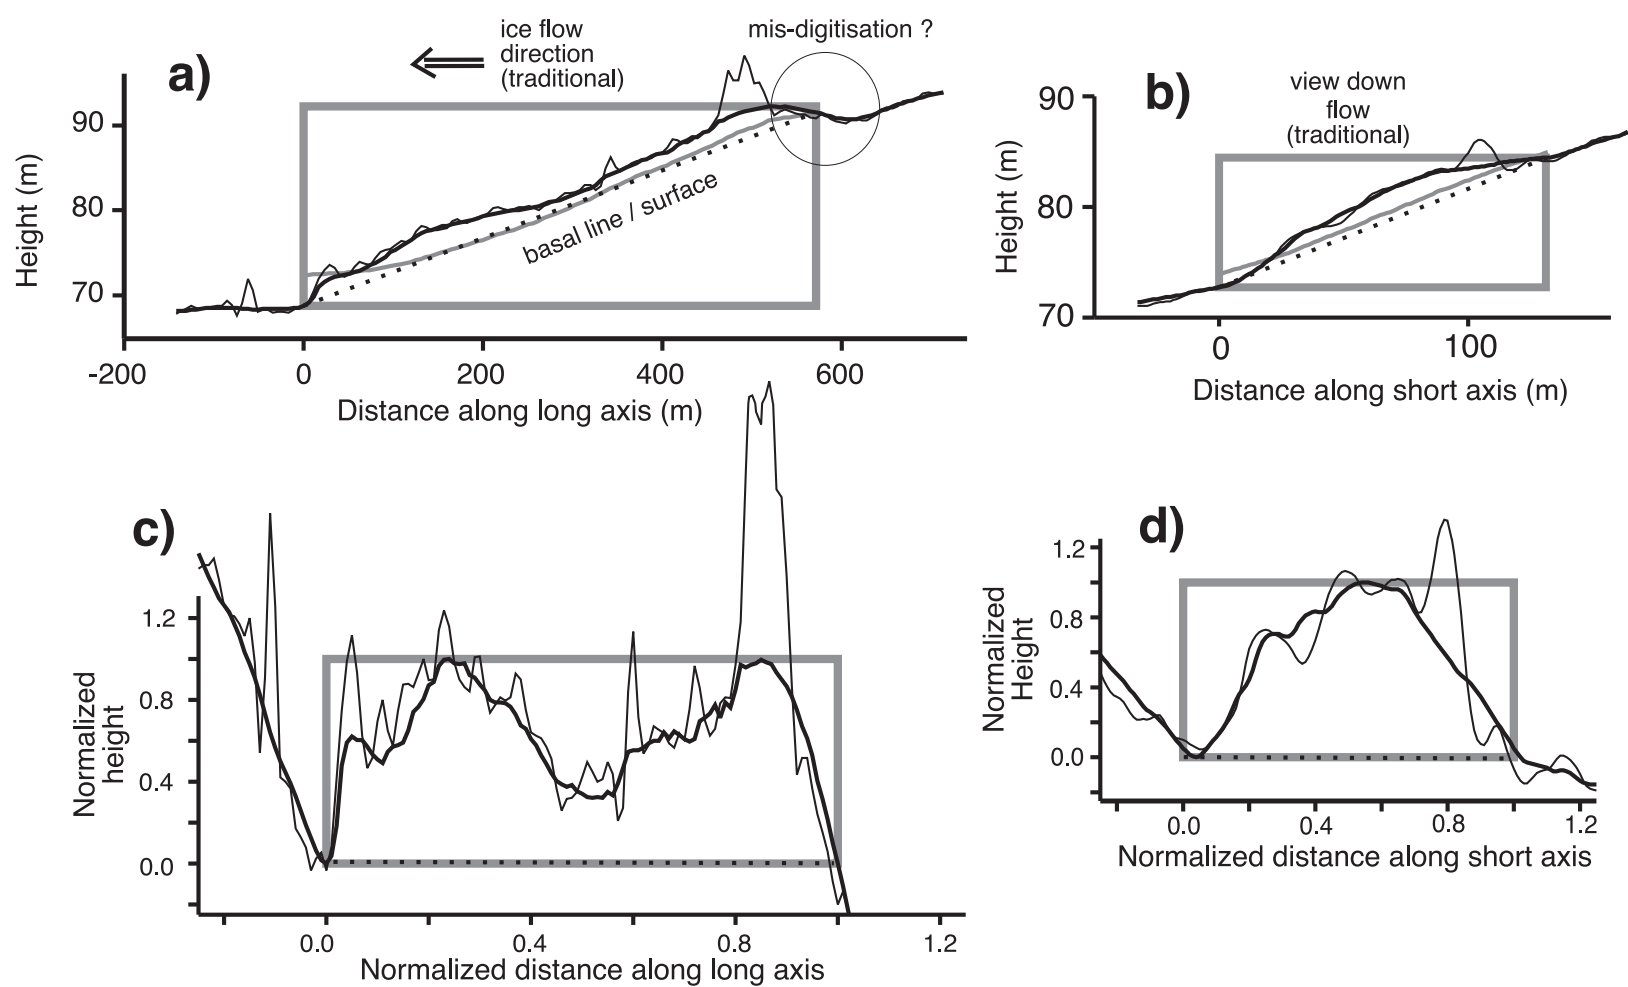 a)
ice flow
direction
(traditional)
mis-digitisation ?
90
80
70
Height (m)
basal line / surface
-200 0 200 400 600
Distance along long axis (m)
b)
view down
flow
(traditional)
90
80
70
Height (m)
0 100
Distance along short axis (m)
c)
1.2
0.8
0.4
0.0
Normalized
height
0.0 0.4 0.8 1.2
Normalized distance along long axis
d)
1.2
0.8
0.4
0.0
Normalized
Height
0.0 0.4 0.8 1.2
Normalized distance along short axis